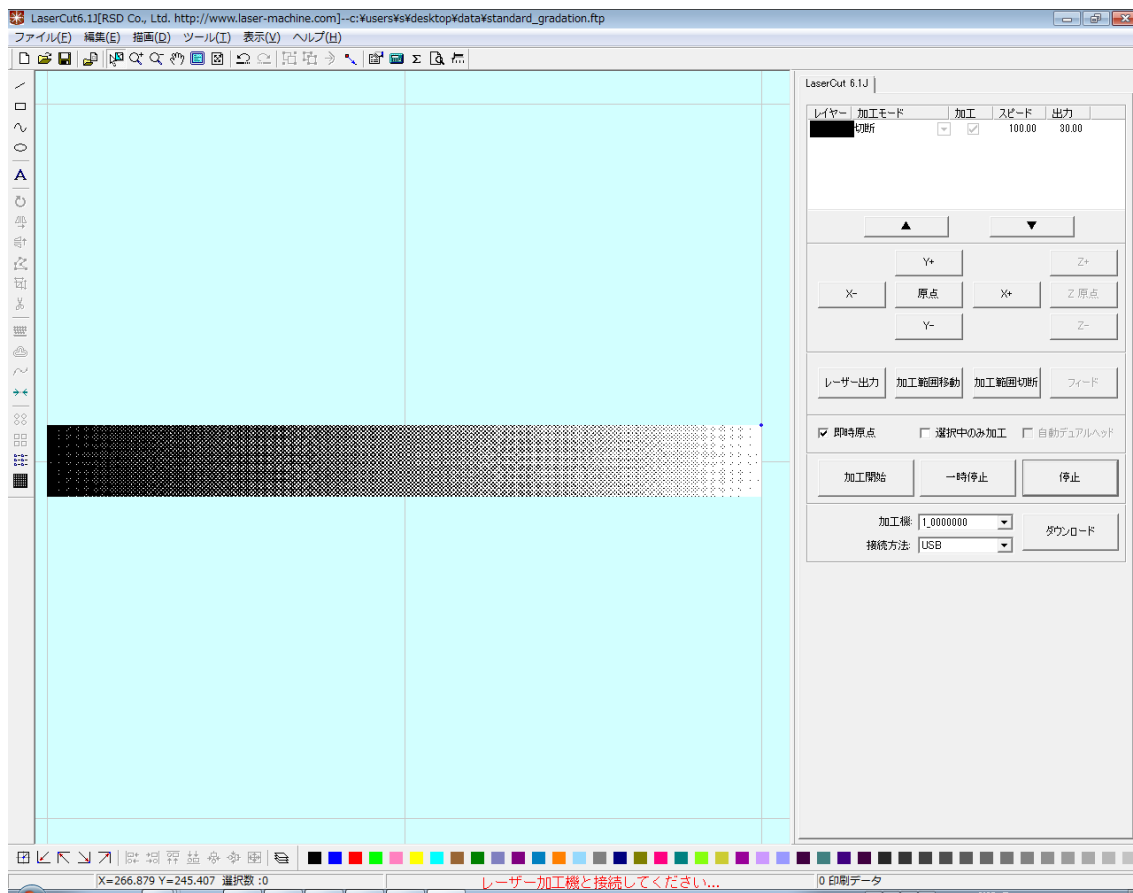 LaserCut6.1J[RSD Co., Ltd. http://www.laser-machine.com]--c:¥users¥s¥desktop¥data¥standard_gradation.ftp
ファイル(F) 編集(E) 描画(D) ツール(T) 表示(V) ヘルプ(H)
LaserCut 6.1J
レイヤー 加工モード 加工 スピード 出力
切断 100.00 30.00
▲ ▼
Y+ Z+
X- 原点 X+ Z 原点
Y- Z-
レーザー出力 加工範囲移動 加工範囲切断 フィード
即時原点 選択中のみ加工 自動デュアルヘッド
加工開始 一時停止 停止
加工機: 1_0000000
ダウンロード
接続方法: USB
X=266.879 Y=245.407 選択数 :0
レーザー加工機と接続してください...
0 印刷データ